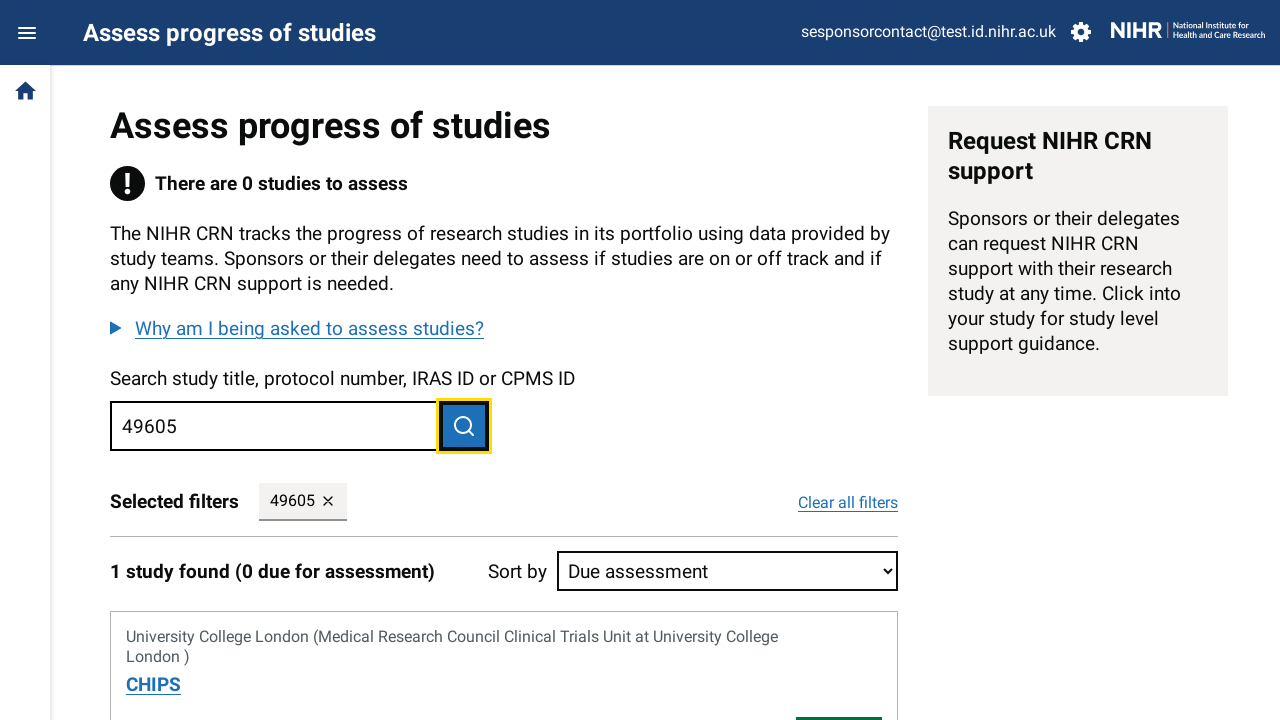 Assess progress of studies
sesponsorcontact@test.id.nihr.ac.uk
NIHR
National Institute for
Health and Care Research
Assess progress of studies
There are 0 studies to assess
The NIHR CRN tracks the progress of research studies in its portfolio using data provided by
study teams. Sponsors or their delegates need to assess if studies are on or off track and if
any NIHR CRN support is needed.
Why am I being asked to assess studies?
Search study title, protocol number, IRAS ID or CPMS ID
49605
Selected filters
49605
Clear all filters
1 study found (0 due for assessment)
Sort by
Due assessment
University College London (Medical Research Council Clinical Trials Unit at University College
London )
CHIPS
Request NIHR CRN
support
Sponsors or their delegates
can request NIHR CRN
support with their research
study at any time. Click into
your study for study level
support guidance.